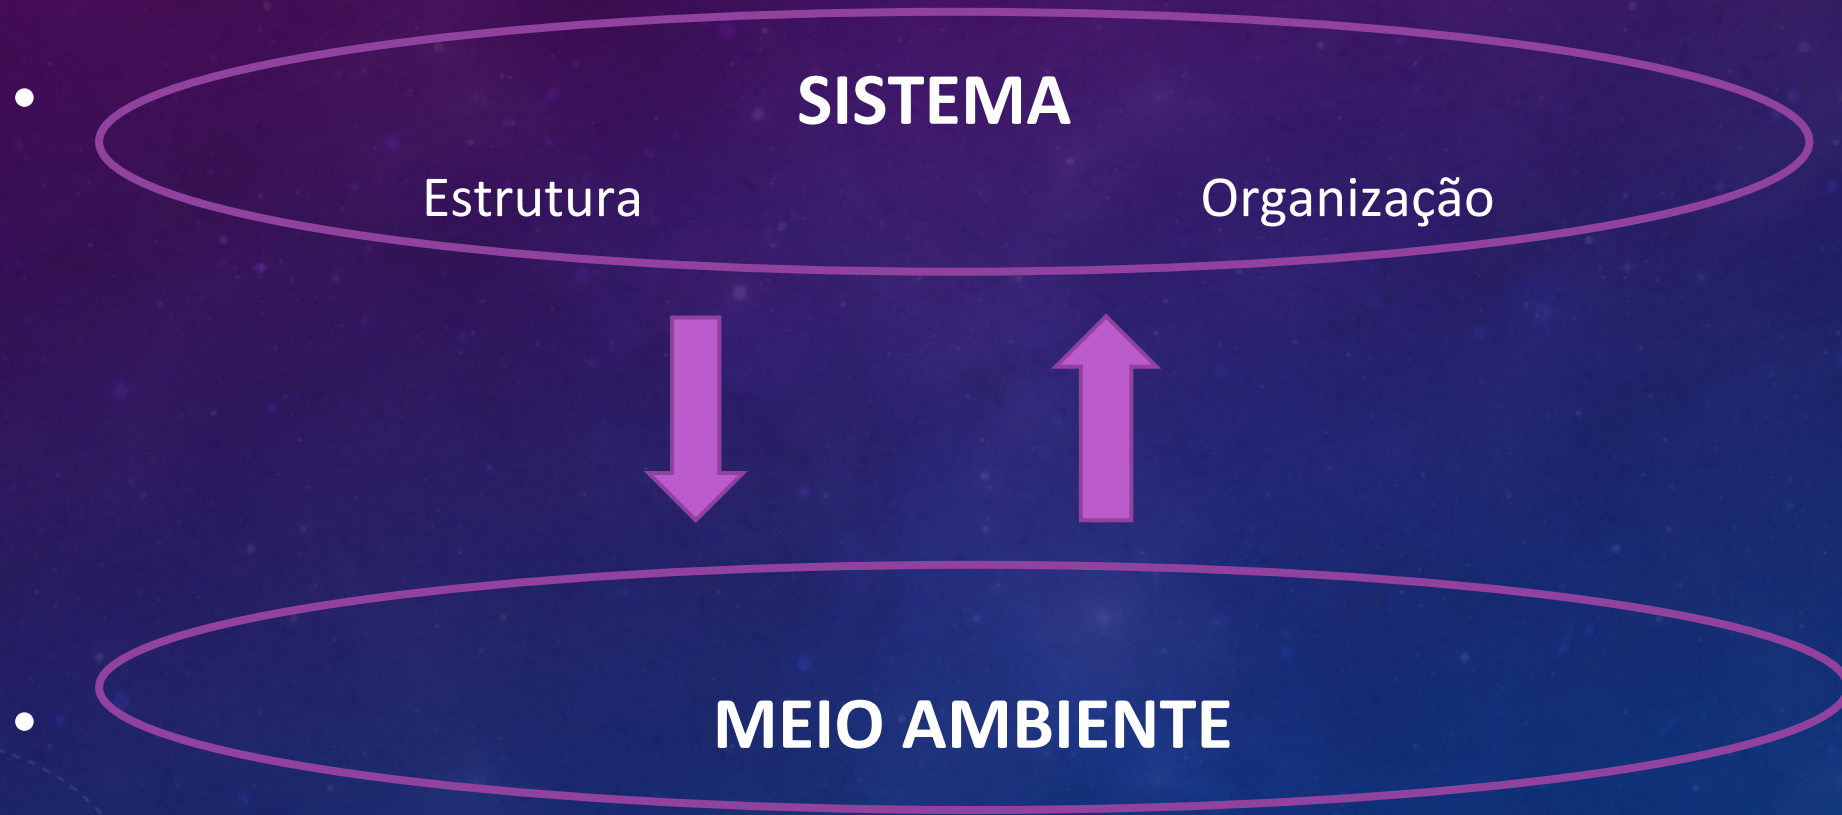 • SISTEMA
Estrutura Organização
• MEIO AMBIENTE